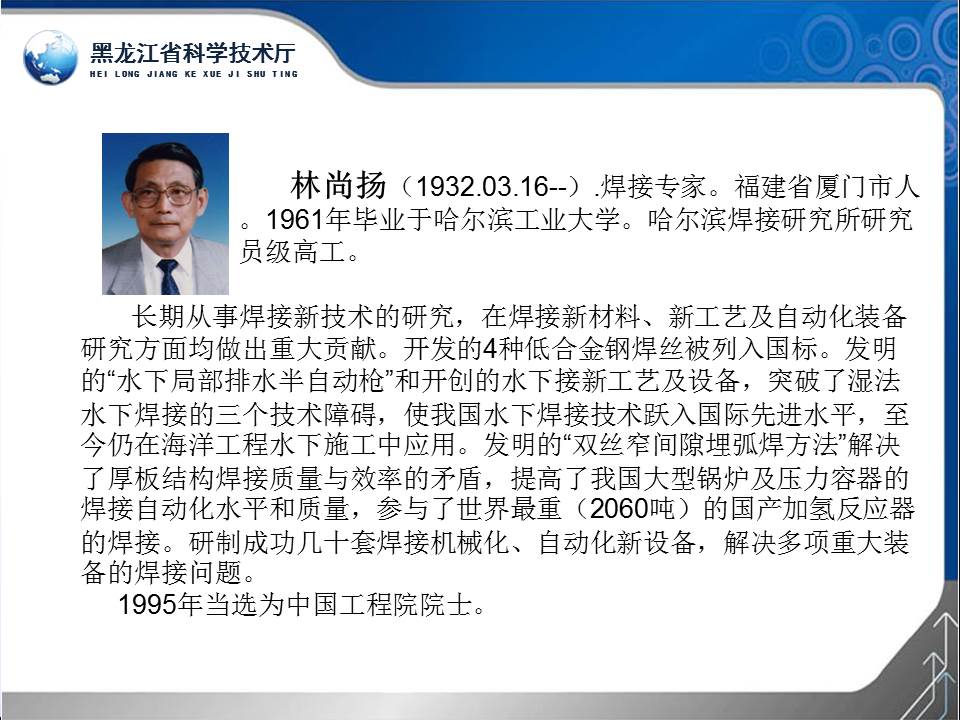 黑龙江省科学技术厅
HEI LONG JIANG KE XUE JI SHU TING
林尚扬（1932.03.16--）.焊接专家。福建省厦门市人
。1961年毕业于哈尔滨工业大学。哈尔滨焊接研究所研究
员级高工。
长期从事焊接新技术的研究，在焊接新材料、新工艺及自动化装备
研究方面均做出重大贡献。开发的4种低合金钢焊丝被列入国标。发明
的“水下局部排水半自动枪”和开创的水下接新工艺及设备，突破了湿法
水下焊接的三个技术障碍，使我国水下焊接技术跃入国际先进水平，至
今仍在海洋工程水下施工中应用。发明的“双丝窄间隙埋弧焊方法”解决
了厚板结构焊接质量与效率的矛盾，提高了我国大型锅炉及压力容器的
焊接自动化水平和质量，参与了世界最重（2060吨）的国产加氢反应器
的焊接。研制成功几十套焊接机械化、自动化新设备，解决多项重大装
备的焊接问题。
1995年当选为中国工程院院士。